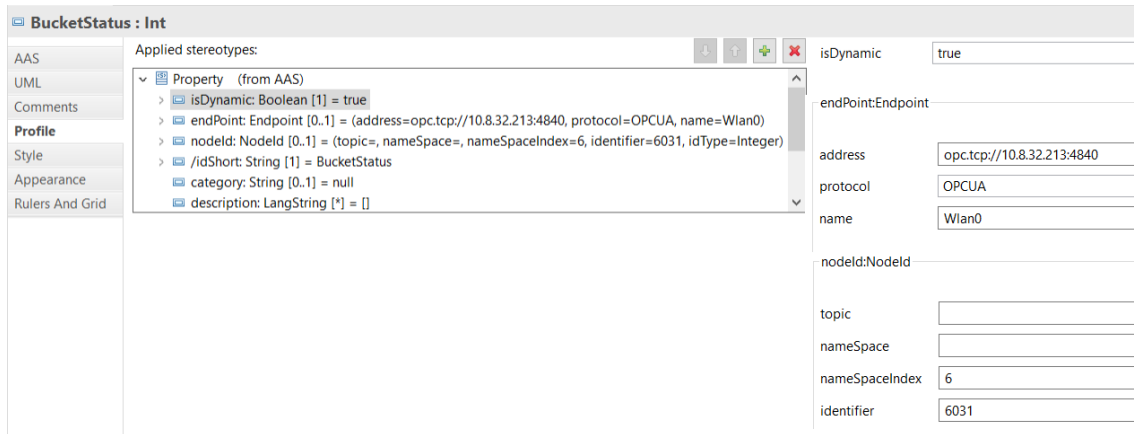 BucketStatus : Int
AAS
UML
Comments
Profile
Style
Appearance
Rulers And Grid
Applied stereotypes:
Property (from AAS)
isDynamic: Boolean [1] = true
endPoint: Endpoint [0..1] = (address=opc.tcp://10.8.32.213:4840, protocol=OPCUA, name=Wlan0)
nodeId: NodeId [0..1] = (topic=, nameSpace=, nameSpaceIndex=6, identifier=6031, idType=Integer)
/idShort: String [1] = BucketStatus
category: String [0..1] = null
description: LangString [*] = []
isDynamic true
endPoint:Endpoint
address opc.tcp://10.8.32.213:4840
protocol OPCUA
name Wlan0
nodeId:NodeId
topic
nameSpace
nameSpaceIndex 6
identifier 6031